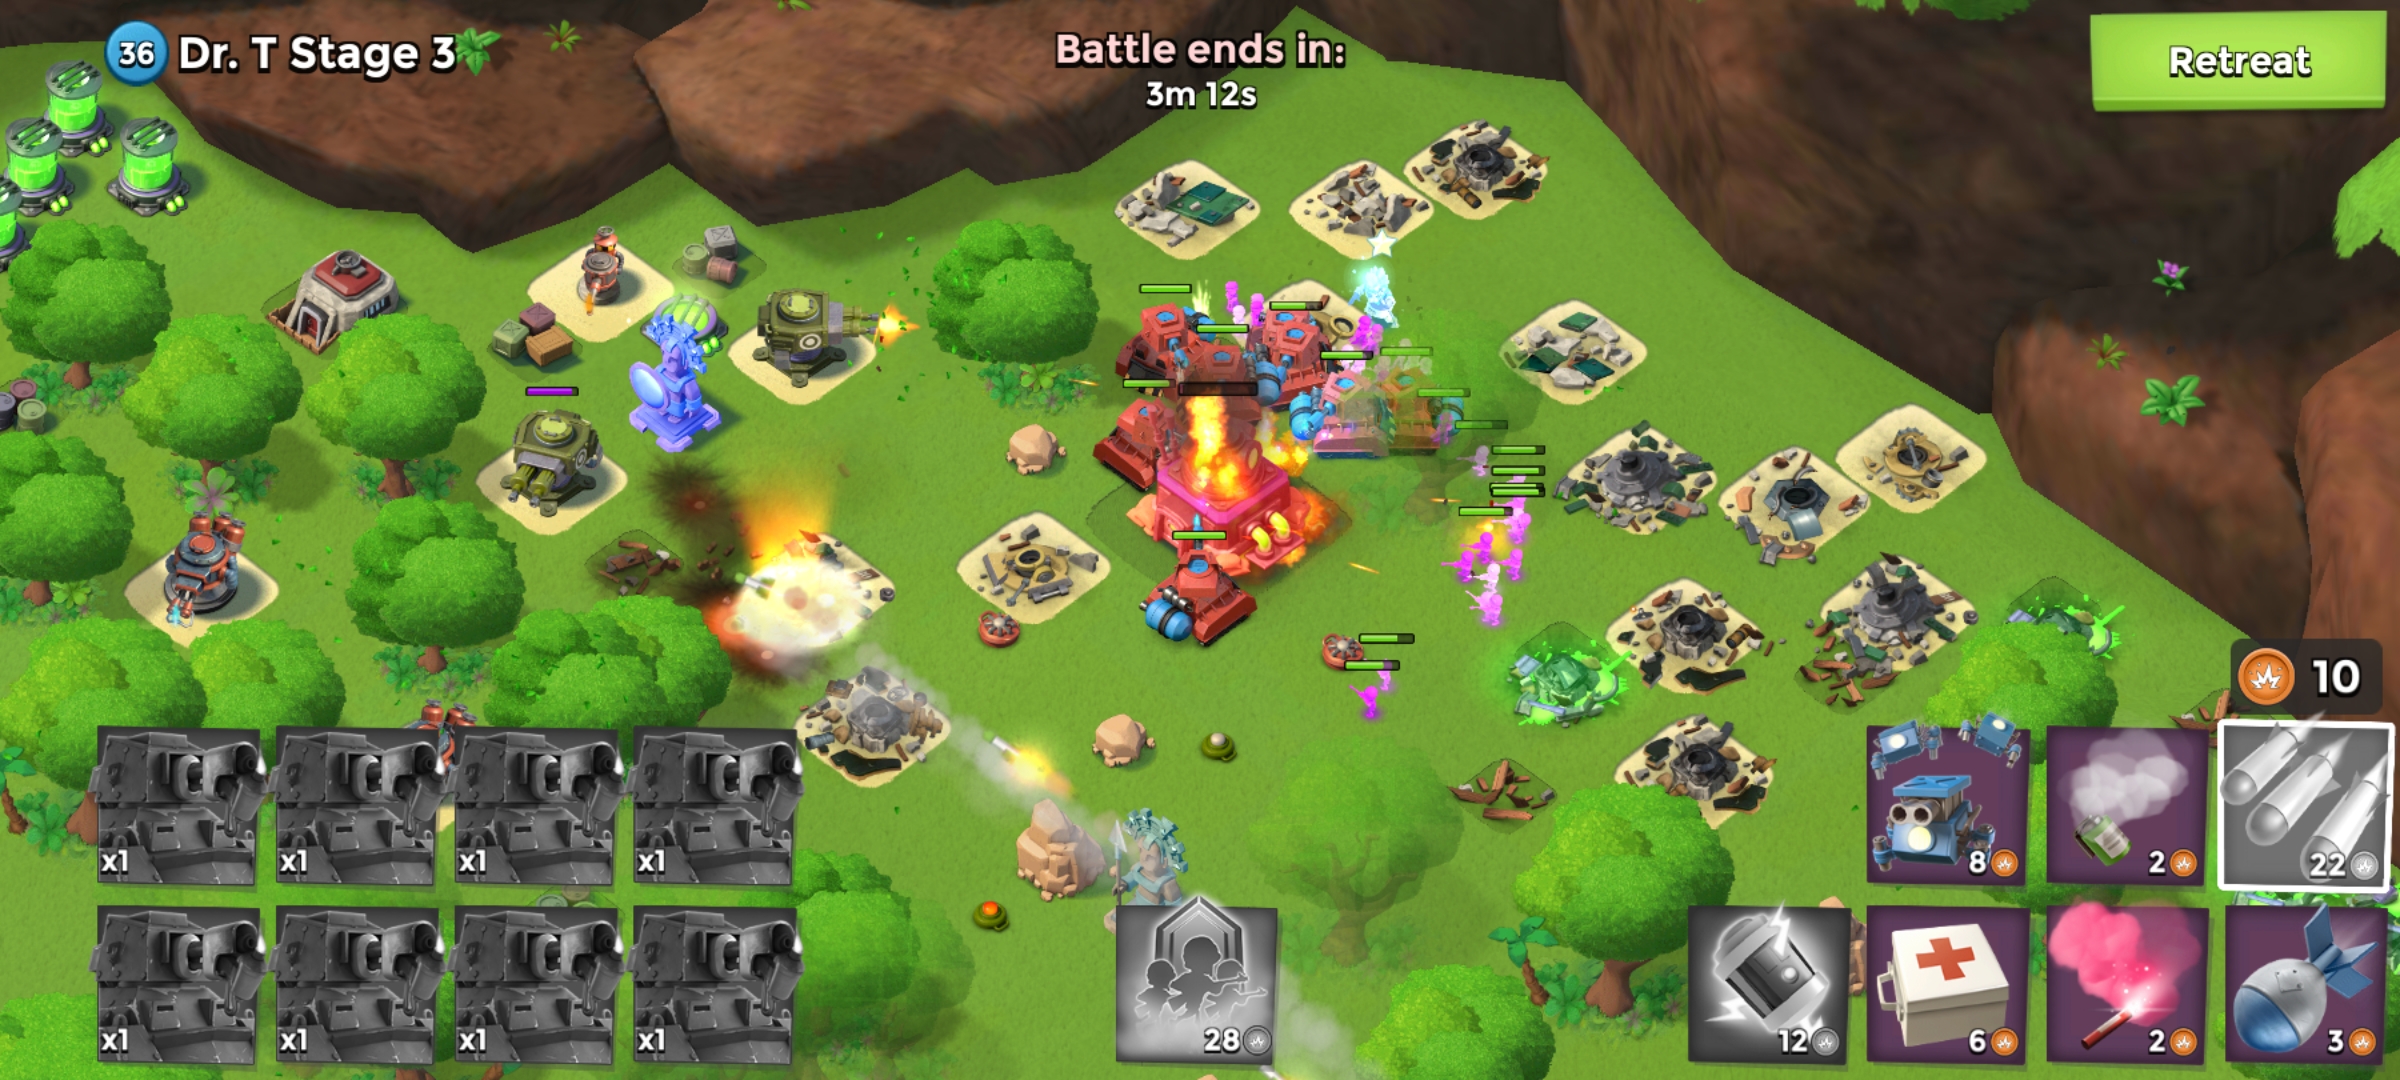 36 Dr. T Stage 3
Battle ends in:
3m 12s
Retreat
10
x1 x1 x1 x1
8 2 22
x1 x1 x1 x1
28
12 6 2 3